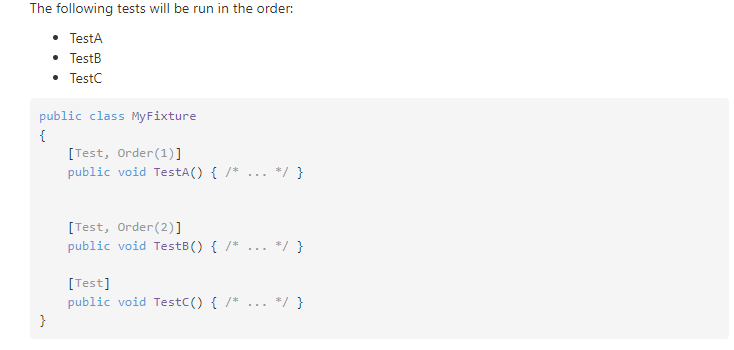 The following tests will be run in the order:
• TestA
• TestB
• TestC
public class MyFixture
{
    [Test, Order(1)]
    public void TestA() { /* ... */ }
    [Test, Order(2)]
    public void TestB() { /* ... */ }
    [Test]
    public void TestC() { /* ... */ }
}